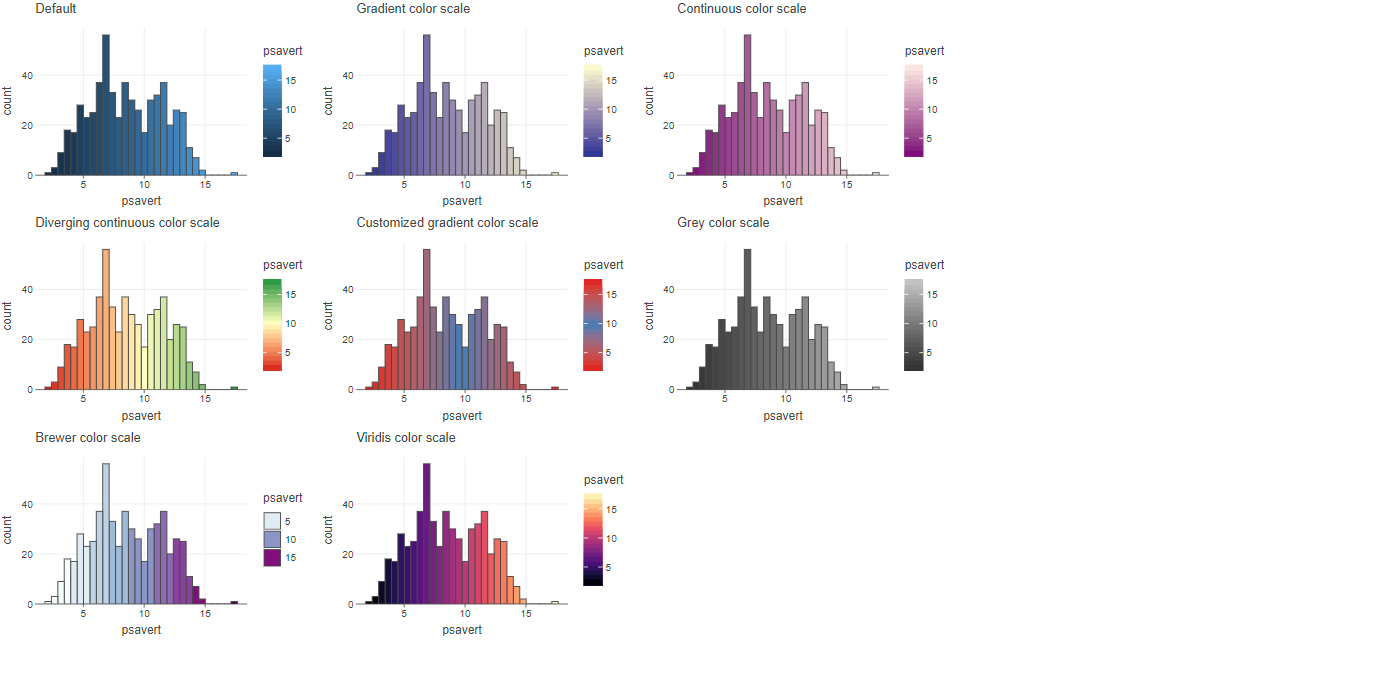 Default
psavert
15
10
5
count
40
20
0
5 10 15
psavert
Gradient color scale
psavert
15
10
5
count
40
20
0
5 10 15
psavert
Continuous color scale
psavert
15
10
5
count
40
20
0
5 10 15
psavert
Diverging continuous color scale
psavert
15
10
5
count
40
20
0
5 10 15
psavert
Customized gradient color scale
psavert
15
10
5
count
40
20
0
5 10 15
psavert
Grey color scale
psavert
15
10
5
count
40
20
0
5 10 15
psavert
Brewer color scale
psavert
5
10
15
count
40
20
0
5 10 15
psavert
Viridis color scale
psavert
15
10
5
count
40
20
0
5 10 15
psavert